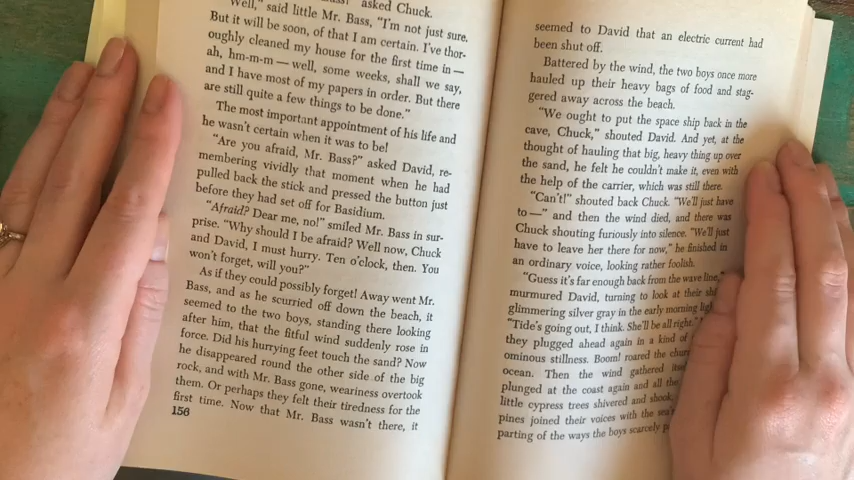 asked Chuck.
"Well," said little Mr. Bass, "I'm not just sure.
But it will be soon, of that I am certain. I've thor-
oughly cleaned my house for the first time in —
ah, hm-m-m — well, some weeks, shall we say,
and I have most of my papers in order. But there
are still quite a few things to be done."
The most important appointment of his life and
he wasn't certain when it was to be!
"Are you afraid, Mr. Bass?" asked David, re-
membering vividly that moment when he had
pulled back the stick and pressed the button just
before they had set off for Basidium.
"Afraid? Dear me, no!" smiled Mr. Bass in sur-
prise. "Why should I be afraid? Well now, Chuck
and David, I must hurry. Ten o'clock, then. You
won't forget, will you?"
As if they could possibly forget! Away went Mr.
Bass, and as he scurried off down the beach, it
seemed to the two boys, standing there looking
after him, that the fitful wind suddenly rose in
force. Did his hurrying feet touch the sand? Now
he disappeared round the other side of the big
rock, and with Mr. Bass gone, weariness overtook
them. Or perhaps they felt their tiredness for the
first time. Now that Mr. Bass wasn't there, it
156
seemed to David that an electric current had
been shut off.
Battered by the wind, the two boys once more
hauled up their heavy bags of food and stag-
gered away across the beach.
"We ought to put the space ship back in the
cave, Chuck," shouted David. And yet, at the
thought of hauling that big, heavy thing up over
the sand, he felt he couldn't make it, even with
the help of the carrier, which was still there.
"Can't!" shouted back Chuck. "We'll just have
to —" and then the wind died, and there was
Chuck shouting furiously into silence. "We'll just
have to leave her there for now," he finished in
an ordinary voice, looking rather foolish.
"Guess it's far enough back from the wave line,"
murmured David, turning to look at their
glimmering silver gray in the early morning
"Tide's going out, I think. She'll be all right."
they plugged ahead again in a kind of
ominous stillness. Boom! roared the
ocean. Then the wind gathered
plunged at the coast again and all the
little cypress trees shivered and shook,
pines joined their voices with the
parting of the ways the boys scarcely